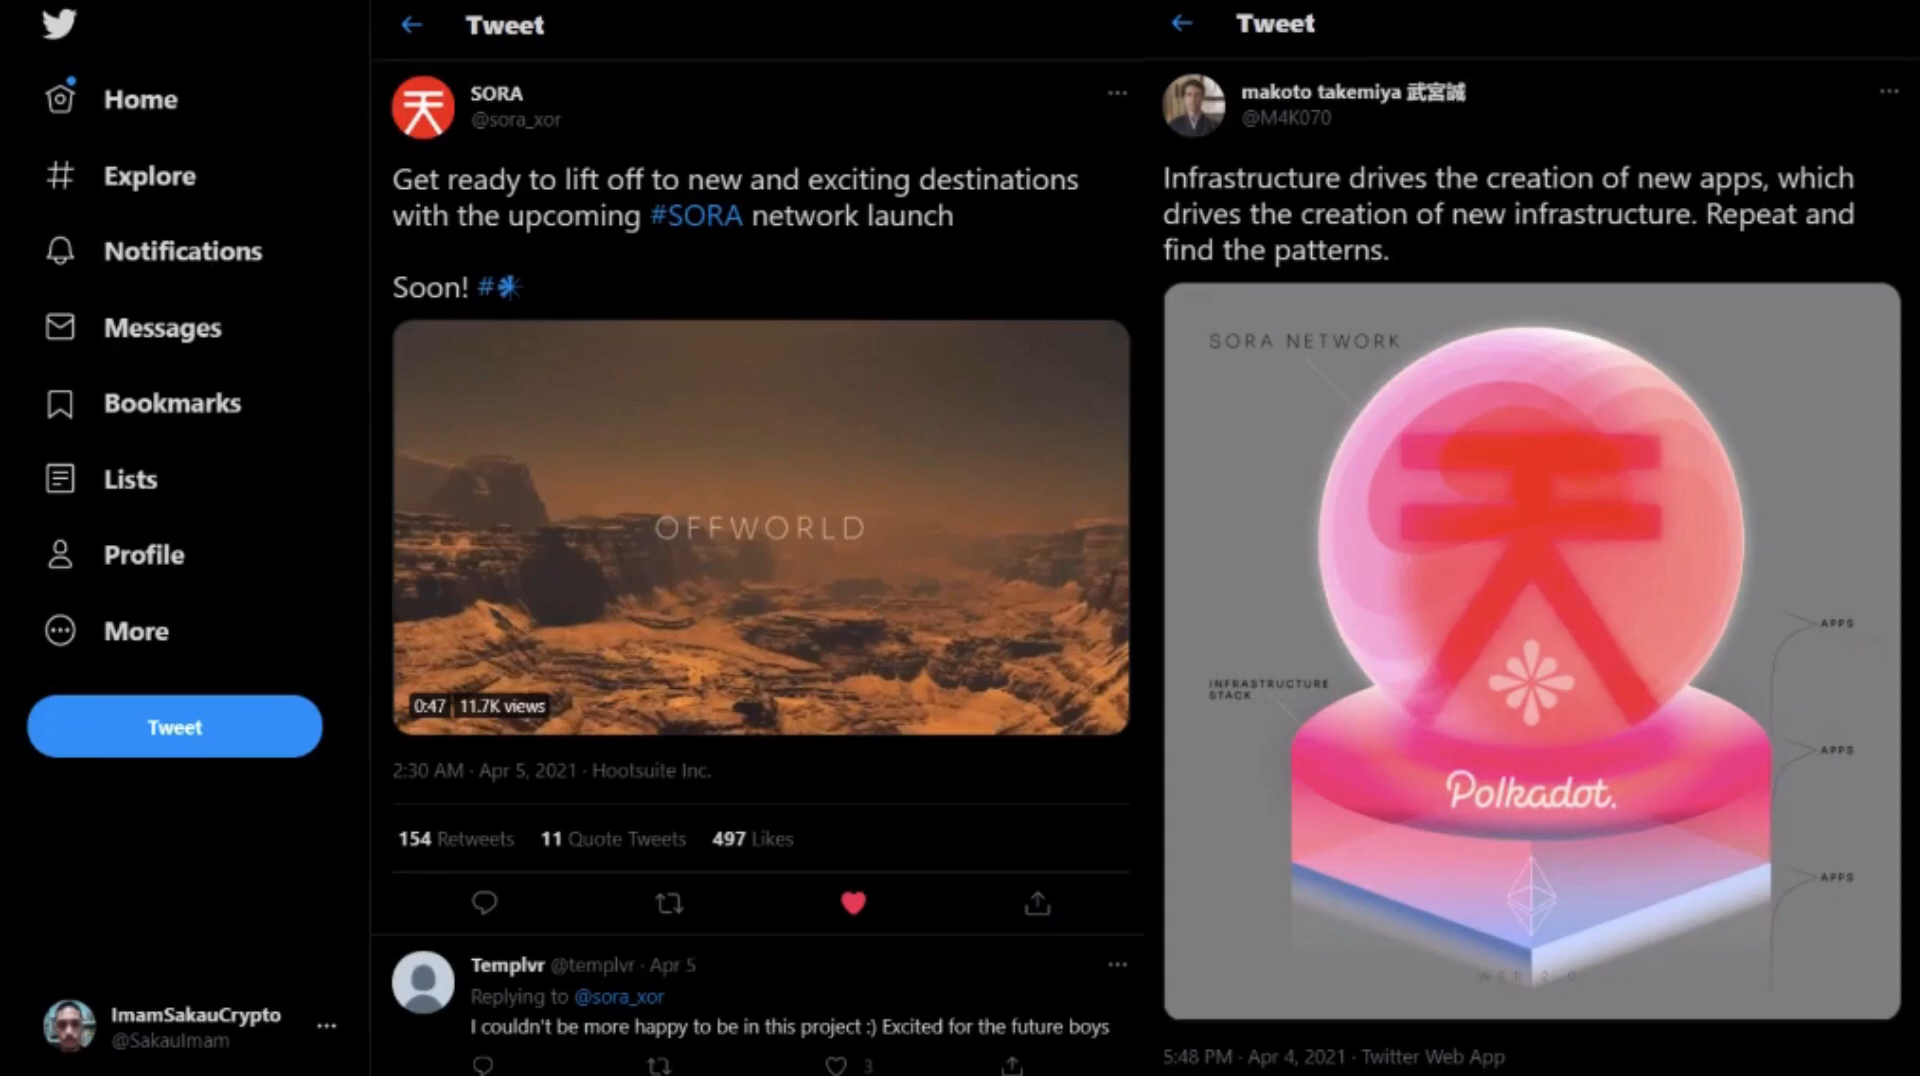 Home
Explore
Notifications
Messages
Bookmarks
Lists
Profile
More
Tweet
ImamSakauCrypto
@SakauImam
Tweet
SORA
@sora_xor
Get ready to lift off to new and exciting destinations
with the upcoming #SORA network launch
Soon! #
OFFWORLD
0:47 11.7K views
2:30 AM · Apr 5, 2021 · Hootsuite Inc.
154 Retweets 11 Quote Tweets 497 Likes
Templvr @templvr · Apr 5
Replying to @sora_xor
I couldn't be more happy to be in this project :) Excited for the future boys
3
Tweet
makoto takemiya 武宮誠
@M4K070
Infrastructure drives the creation of new apps, which
drives the creation of new infrastructure. Repeat and
find the patterns.
SORA NETWORK
天
APPS
INFRASTRUCTURE
STACK
APPS
Polkadot.
APPS
WEB 2.0
5:48 PM · Apr 4, 2021 · Twitter Web App